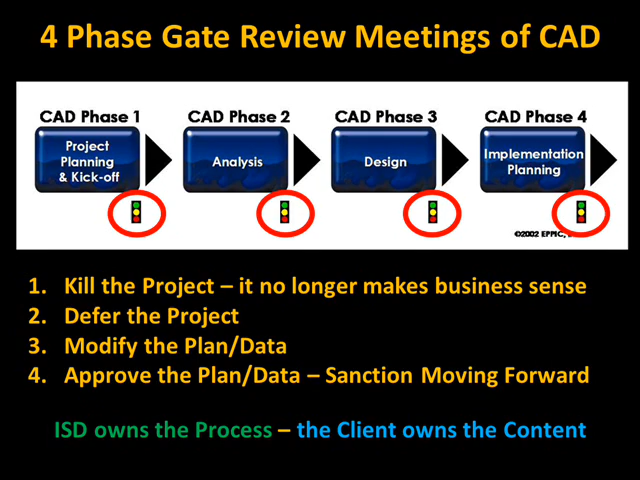 4 Phase Gate Review Meetings of CAD
CAD Phase 1 CAD Phase 2 CAD Phase 3 CAD Phase 4
Project
Planning
& Kick-off
Analysis
Design
Implementation
Planning
©2002 EPPIC,
1. Kill the Project – it no longer makes business sense
2. Defer the Project
3. Modify the Plan/Data
4. Approve the Plan/Data – Sanction Moving Forward
ISD owns the Process – the Client owns the Content